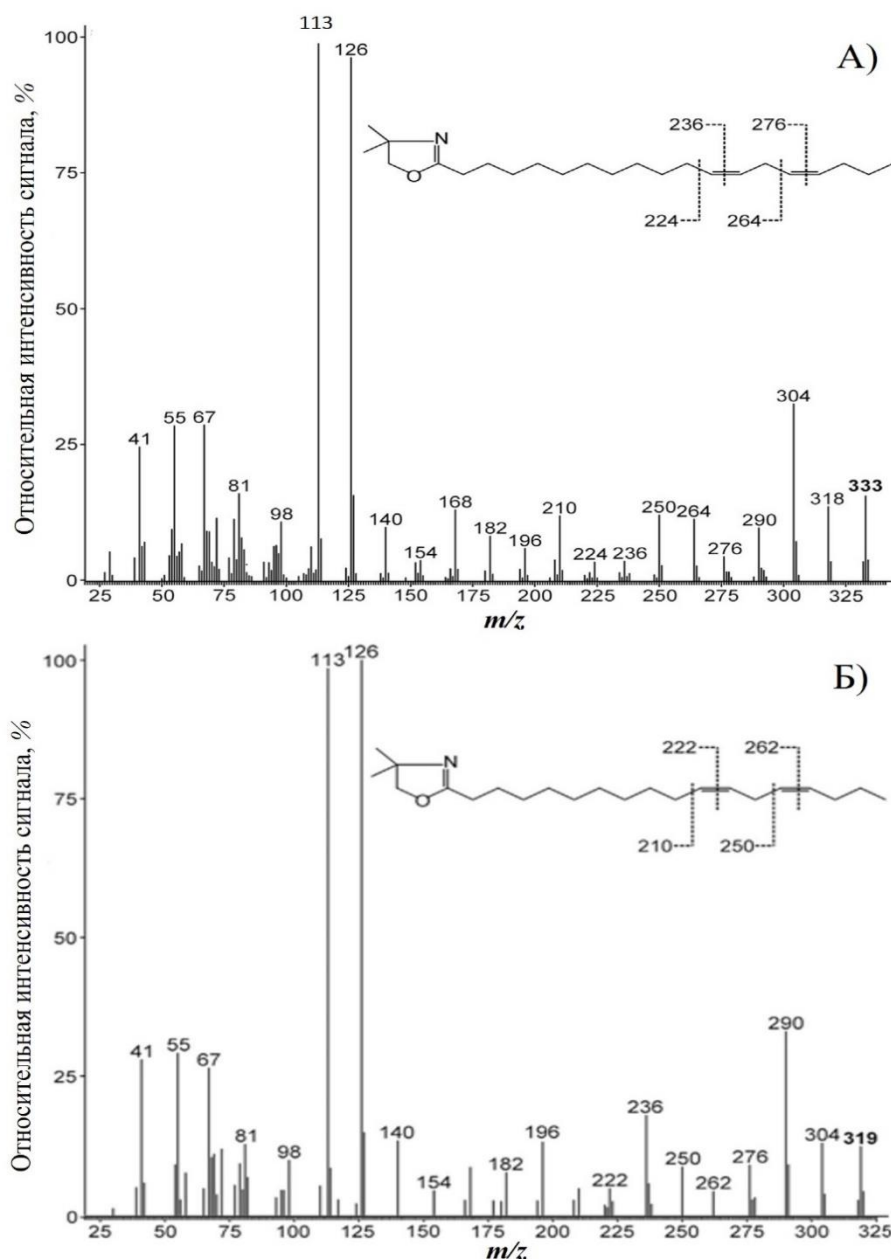 А)
Относительная интенсивность сигнала, %
100
75
50
25
0
113
126
236 276
N
O
224 264
41 55 67 81 98 140 154 168 182 196 210 224 236 250 264 276 290 304 318 333
25 50 75 100 125 150 175 200 225 250 275 300 325
m/z
Б)
Относительная интенсивность сигнала, %
100
75
50
25
0
113 126
222 262
N
O
210 250
41 55 67 81 98 140 154 182 196 222 236 250 262 276 290 304 319
25 50 75 100 125 150 175 200 225 250 275 300 325
m/z